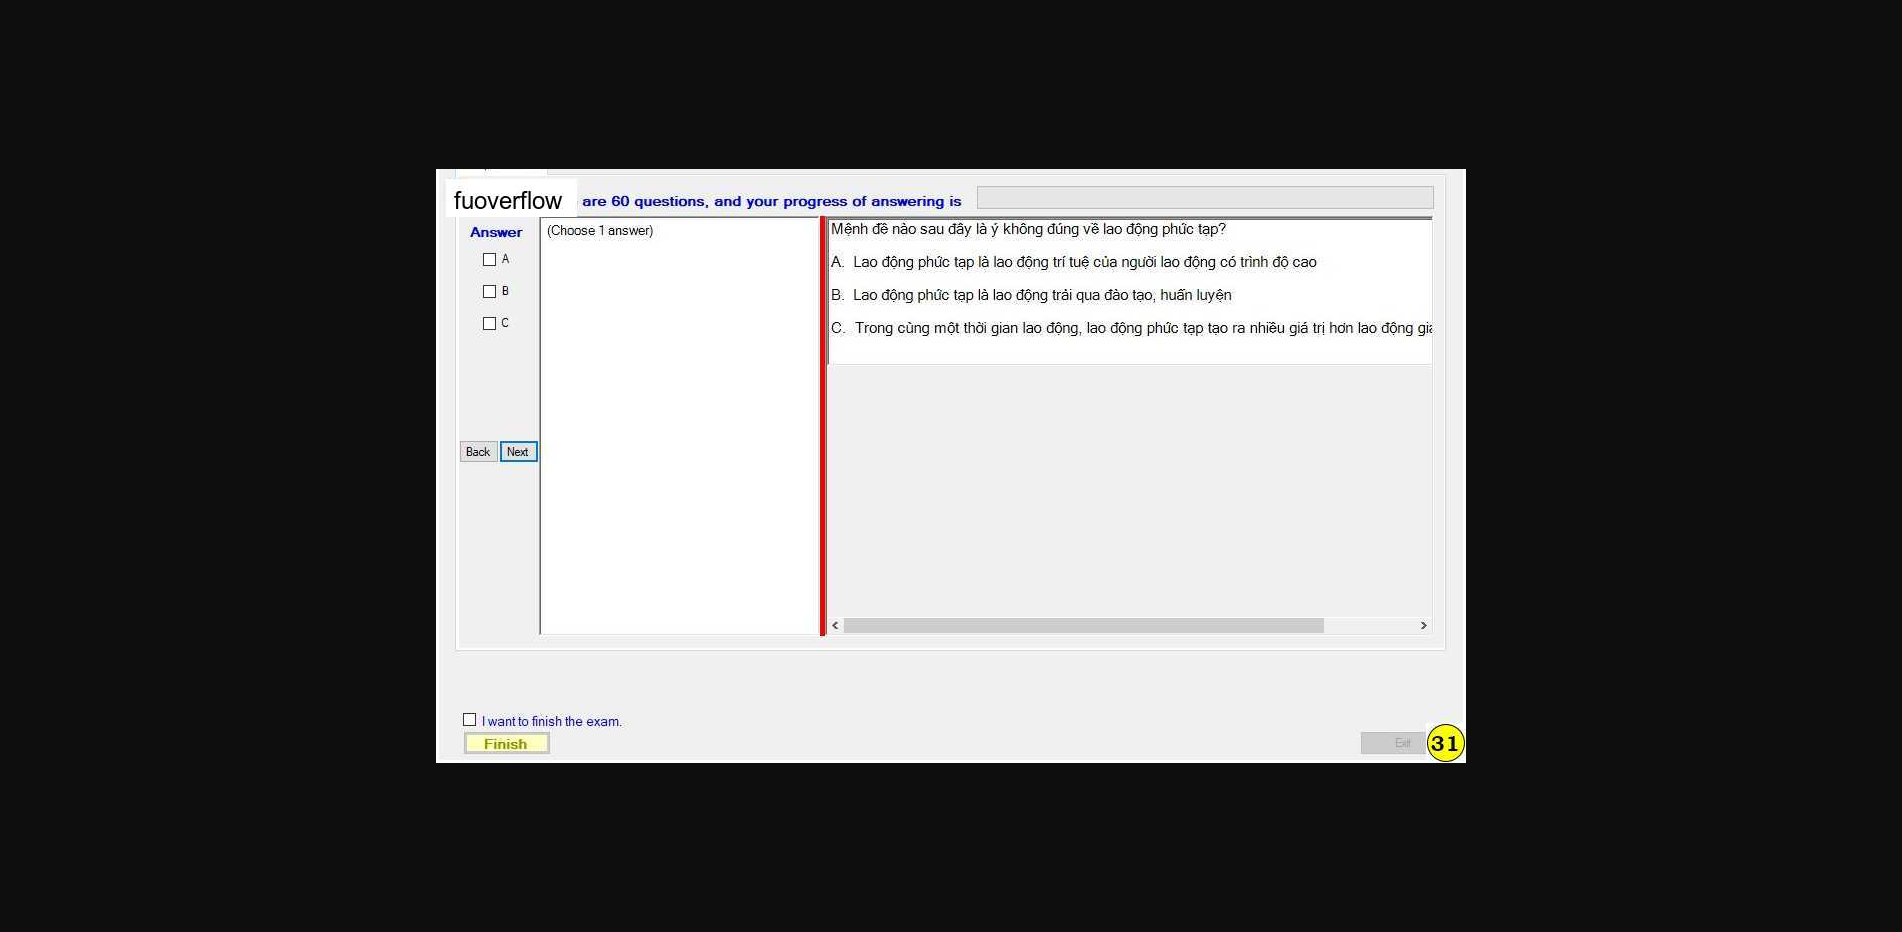 fuoverflow are 60 questions, and your progress of answering is
Answer
(Choose 1 answer)
A
B
C
Back Next
Mệnh đề nào sau đây là ý không đúng về lao động phức tạp?
A. Lao động phức tạp là lao động trí tuệ của người lao động có trình độ cao
B. Lao động phức tạp là lao động trải qua đào tạo, huấn luyện
C. Trong cùng một thời gian lao động, lao động phức tạp tạo ra nhiều giá trị hơn lao động
I want to finish the exam.
Finish
Exit
31